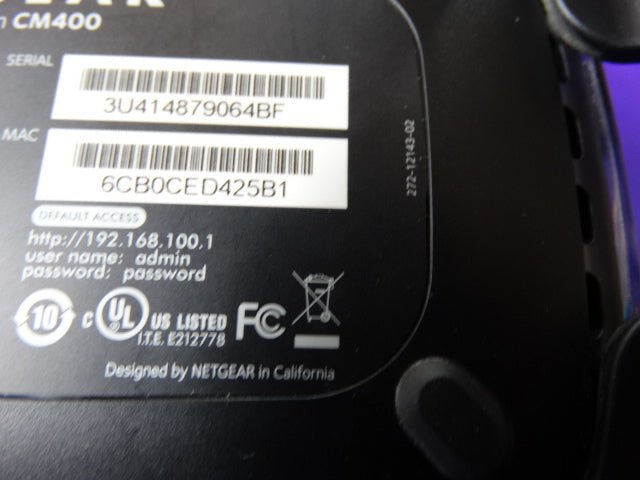 CM400
SERIAL
3U414879064BF
MAC
6CB0CED425B1
272-12143-02
DEFAULT ACCESS
http://192.168.100.1
user name: admin
password: password
10 c UL US LISTED FC
I.T.E. E212778
Designed by NETGEAR in California